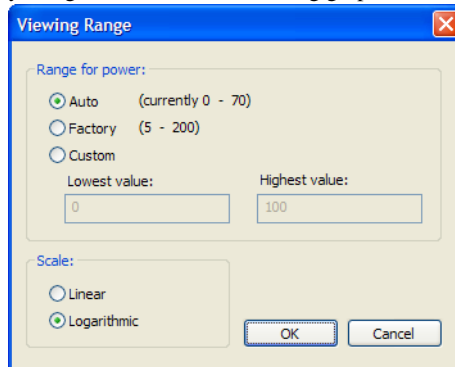 Viewing Range
Range for power:
Auto (currently 0 - 70)
Factory (5 - 200)
Custom
Lowest value: Highest value:
0 100
Scale:
Linear
Logarithmic
OK Cancel